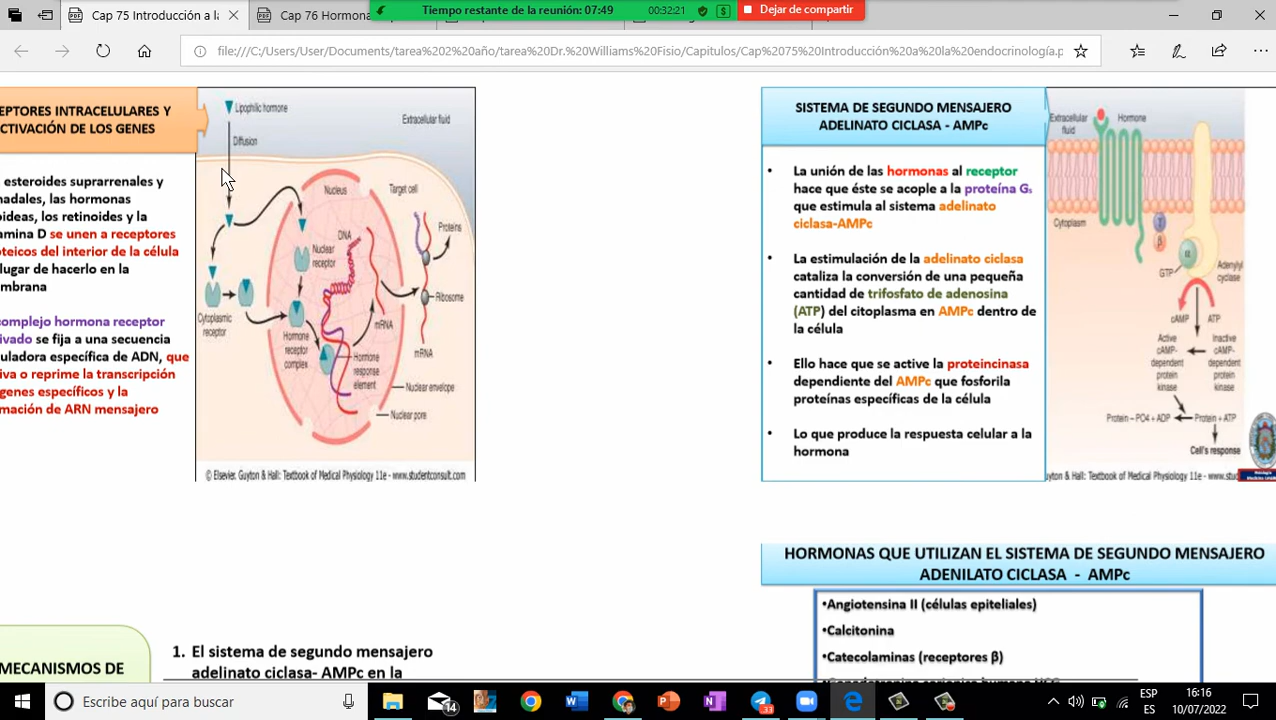 Tiempo restante de la reunión: 07:49
00:32:21
Dejar de compartir
Cap 75 Introducción a la
Cap 76 Hormona
file:///C:/Users/User/Documents/tarea%202%20año/tarea%20Dr.%20Williams%20Fisio/Capitulos/Cap%2075%20Introducción%20a%20la%20endocrinología.p
EPTORES INTRACELULARES Y
CTIVACIÓN DE LOS GENES
esteroides suprarrenales y
nadales, las hormonas
oideas, los retinoides y la
amina D se unen a receptores
oteicos del interior de la célula
lugar de hacerlo en la
mbrana
complejo hormona receptor
ivado se fija a una secuencia
uladora específica de ADN, que
iva o reprime la transcripción
genes específicos y la
rmación de ARN mensajero
Lipophilic hormone
Diffusion
Extracellular fluid
Nucleus
Target cell
DNA
Proteins
Nuclear
receptor
Cytoplasmic
receptor
Ribosome
mRNA
Hormone
receptor
complex
Hormone
response
element
mRNA
Nuclear envelope
Nuclear pore
© Elsevier. Guyton & Hall: Textbook of Medical Physiology 11e - www.studentconsult.com
SISTEMA DE SEGUNDO MENSAJERO
ADELINATO CICLASA - AMPc
• La unión de las hormonas al receptor
hace que éste se acople a la proteína Gs
que estimula al sistema adelinato
ciclasa-AMPc
• La estimulación de la adelinato ciclasa
cataliza la conversión de una pequeña
cantidad de trifosfato de adenosina
(ATP) del citoplasma en AMPc dentro de
la célula
• Ello hace que se active la proteincinasa
dependiente del AMPc que fosforila
proteínas específicas de la célula
• Lo que produce la respuesta celular a la
hormona
Extracellular
fluid
Hormone
Cytoplasm
β
α
GTP
Adenylyl
cyclase
cAMP
ATP
Active
cAMP-
dependent
protein
kinase
Inactive
cAMP-
dependent
protein
kinase
Protein – PO4 + ADP
Protein + ATP
Cell's response
uyton & Hall: Textbook of Medical Physiology 11e - www.stu
HORMONAS QUE UTILIZAN EL SISTEMA DE SEGUNDO MENSAJERO
ADENILATO CICLASA - AMPc
•Angiotensina II (células epiteliales)
•Calcitonina
•Catecolaminas (receptores β)
MECANISMOS DE
1. El sistema de segundo mensajero
adelinato ciclasa- AMPc en la
Escribe aquí para buscar
14
33
ESP
ES
16:16
10/07/2022